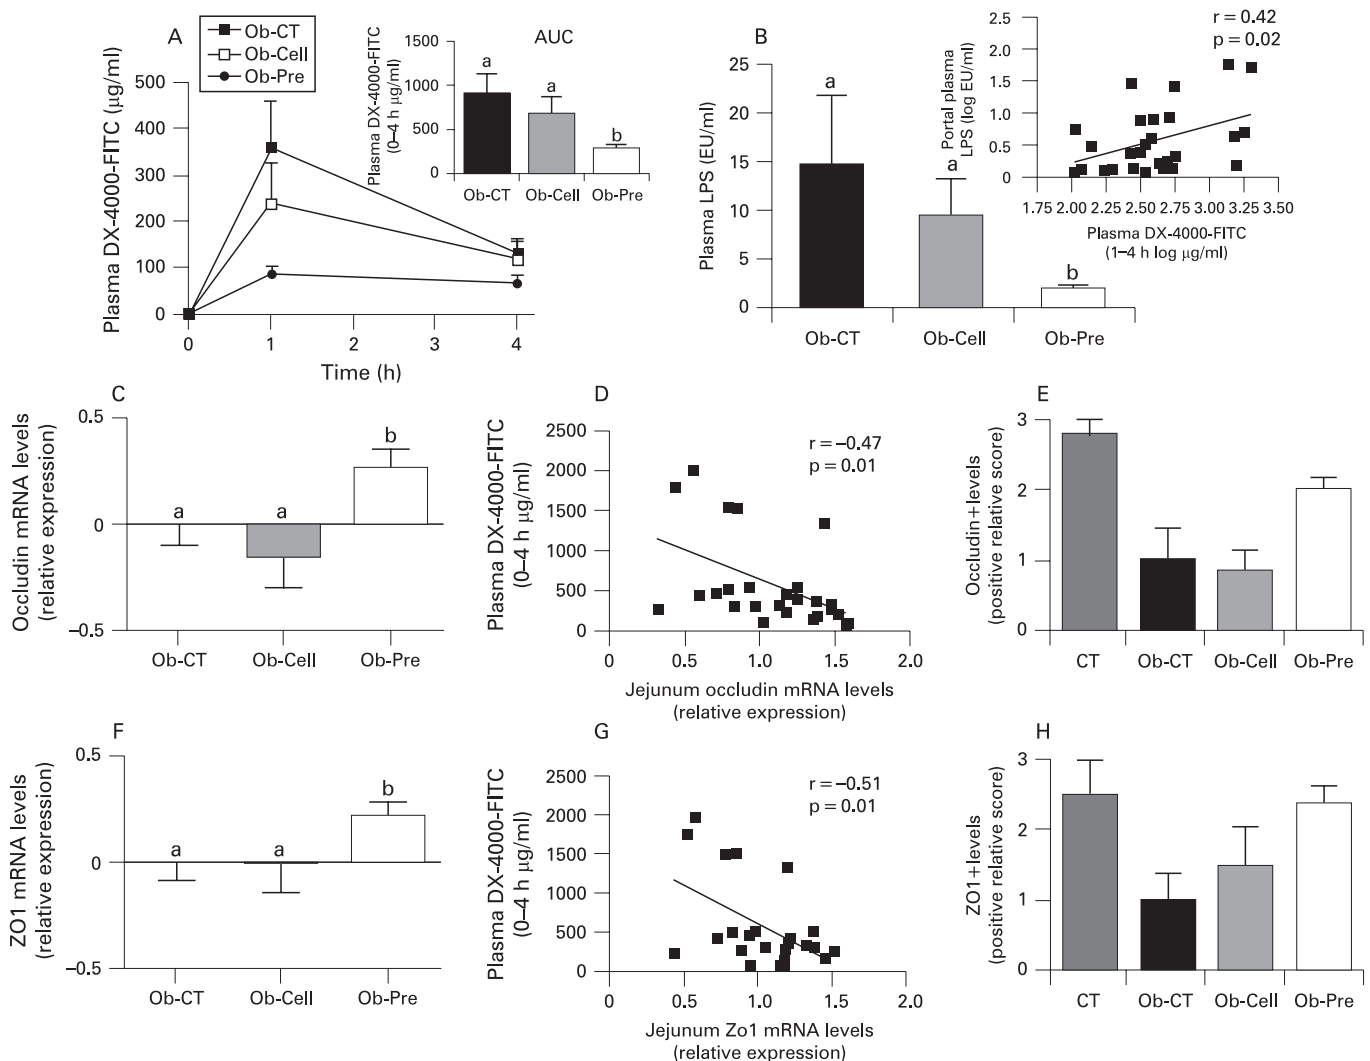 A
Ob-CT
Ob-Cell
Ob-Pre
Plasma DX-4000-FITC (μg/ml)
500
400
300
200
100
0
0
1
2
3
4
Time (h)
AUC
Plasma DX-4000-FITC
(0–4 h μg/ml)
1500
1000
500
0
a
a
b
Ob-CT
Ob-Cell
Ob-Pre
B
Plasma LPS (EU/ml)
25
20
15
10
5
0
a
a
b
Ob-CT
Ob-Cell
Ob-Pre
Portal plasma
LPS (log EU/ml)
2.5
2.0
1.5
1.0
0.5
0
r = 0.42
p = 0.02
1.75
2.00
2.25
2.50
2.75
3.00
3.25
3.50
Plasma DX-4000-FITC
(1–4 h log μg/ml)
C
Occludin mRNA levels
(relative expression)
0.5
0
–0.5
a
a
b
Ob-CT
Ob-Cell
Ob-Pre
D
Plasma DX-4000-FITC
(0–4 h μg/ml)
2500
2000
1500
1000
500
0
r = –0.47
p = 0.01
0
0.5
1.0
1.5
2.0
Jejunum occludin mRNA levels
(relative expression)
E
Occludin+levels
(positive relative score)
3
2
1
0
CT
Ob-CT
Ob-Cell
Ob-Pre
F
ZO1 mRNA levels
(relative expression)
0.5
0
–0.5
a
a
b
Ob-CT
Ob-Cell
Ob-Pre
G
Plasma DX-4000-FITC
(0–4 h μg/ml)
2500
2000
1500
1000
500
0
r = –0.51
p = 0.01
0
0.5
1.0
1.5
2.0
Jejunum Zo1 mRNA levels
(relative expression)
H
ZO1+levels
(positive relative score)
3
2
1
0
CT
Ob-CT
Ob-Cell
Ob-Pre